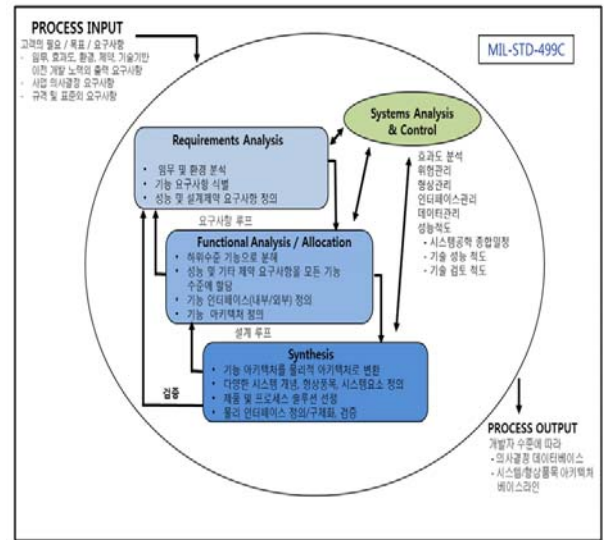 PROCESS INPUT
고객의 필요 / 목표 / 요구사항
- 임무, 효과도, 환경, 제약, 기술기반
이전 개발 노력의 출력 요구사항
- 사업 의사결정 요구사항
- 규격 및 표준의 요구사항
MIL-STD-499C
Systems Analysis
& Control
Requirements Analysis
• 임무 및 환경 분석
• 기능 요구사항 식별
• 성능 및 설계제약 요구사항 정의
효과도 분석
위험관리
형상관리
인터페이스관리
데이터관리
성능척도
• 시스템공학 종합일정
- 기술 성능 척도
- 기술 검토 척도
요구사항 루프
Functional Analysis / Allocation
• 하위수준 기능으로 분해
• 성능 및 기타 제약 요구사항을 모든 기능
수준에 할당
• 기능 인터페이스(내부/외부) 정의
• 기능 아키텍처 정의
설계 루프
Synthesis
• 기능 아키텍처를 물리적 아키텍처로 변환
• 다양한 시스템 개념, 형상품목, 시스템요소 정의
• 제품 및 프로세스 솔루션 선정
• 물리 인터페이스 정의/구체화, 검증
검증
PROCESS OUTPUT
개발자 수준에 따라
- 의사결정 데이터베이스
- 시스템/형상품목 아키텍처
베이스라인